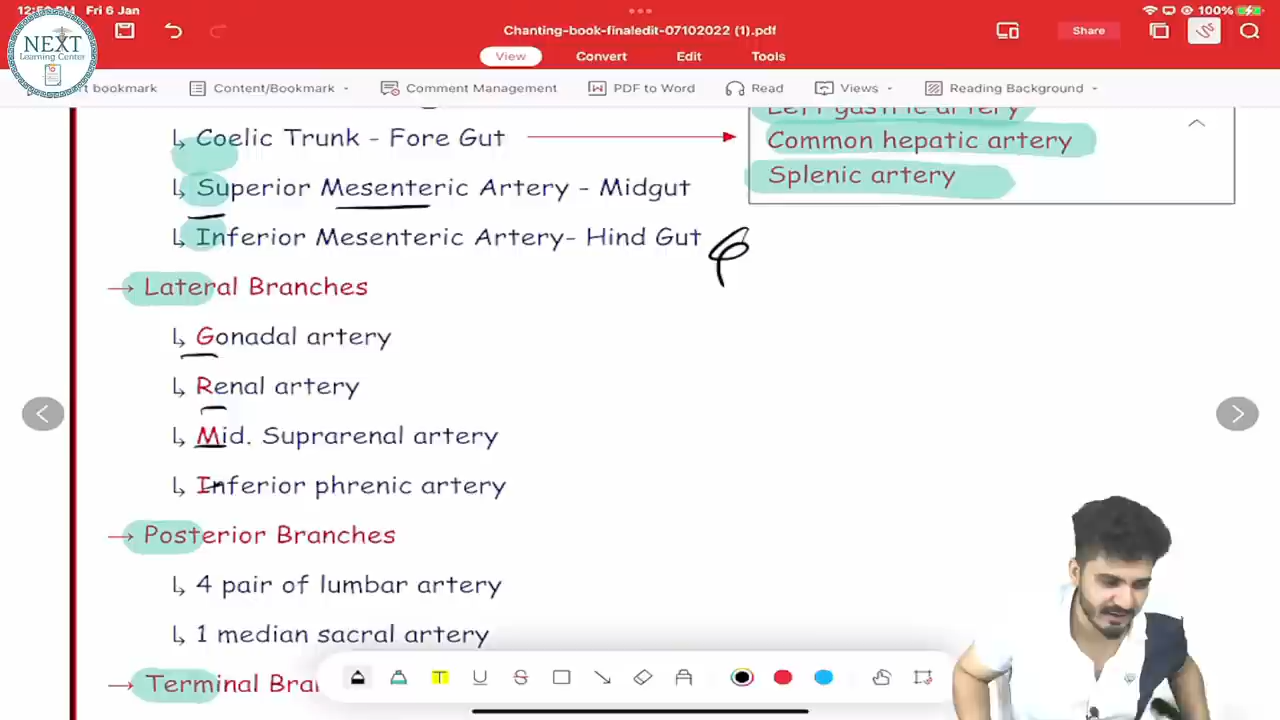 Fri 6 Jan
100%
NEXT
Learning Center
Chanting-book-finaledit-07102022 (1).pdf
Share
View
Convert
Edit
Tools
bookmark
Content/Bookmark
Comment Management
PDF to Word
Read
Views
Reading Background
Left gastric artery
Coelic Trunk - Fore Gut
Common hepatic artery
Superior Mesenteric Artery - Midgut
Splenic artery
Inferior Mesenteric Artery- Hind Gut
→ Lateral Branches
↳ Gonadal artery
↳ Renal artery
↳ Mid. Suprarenal artery
↳ Inferior phrenic artery
→ Posterior Branches
↳ 4 pair of lumbar artery
↳ 1 median sacral artery
→ Terminal Bra